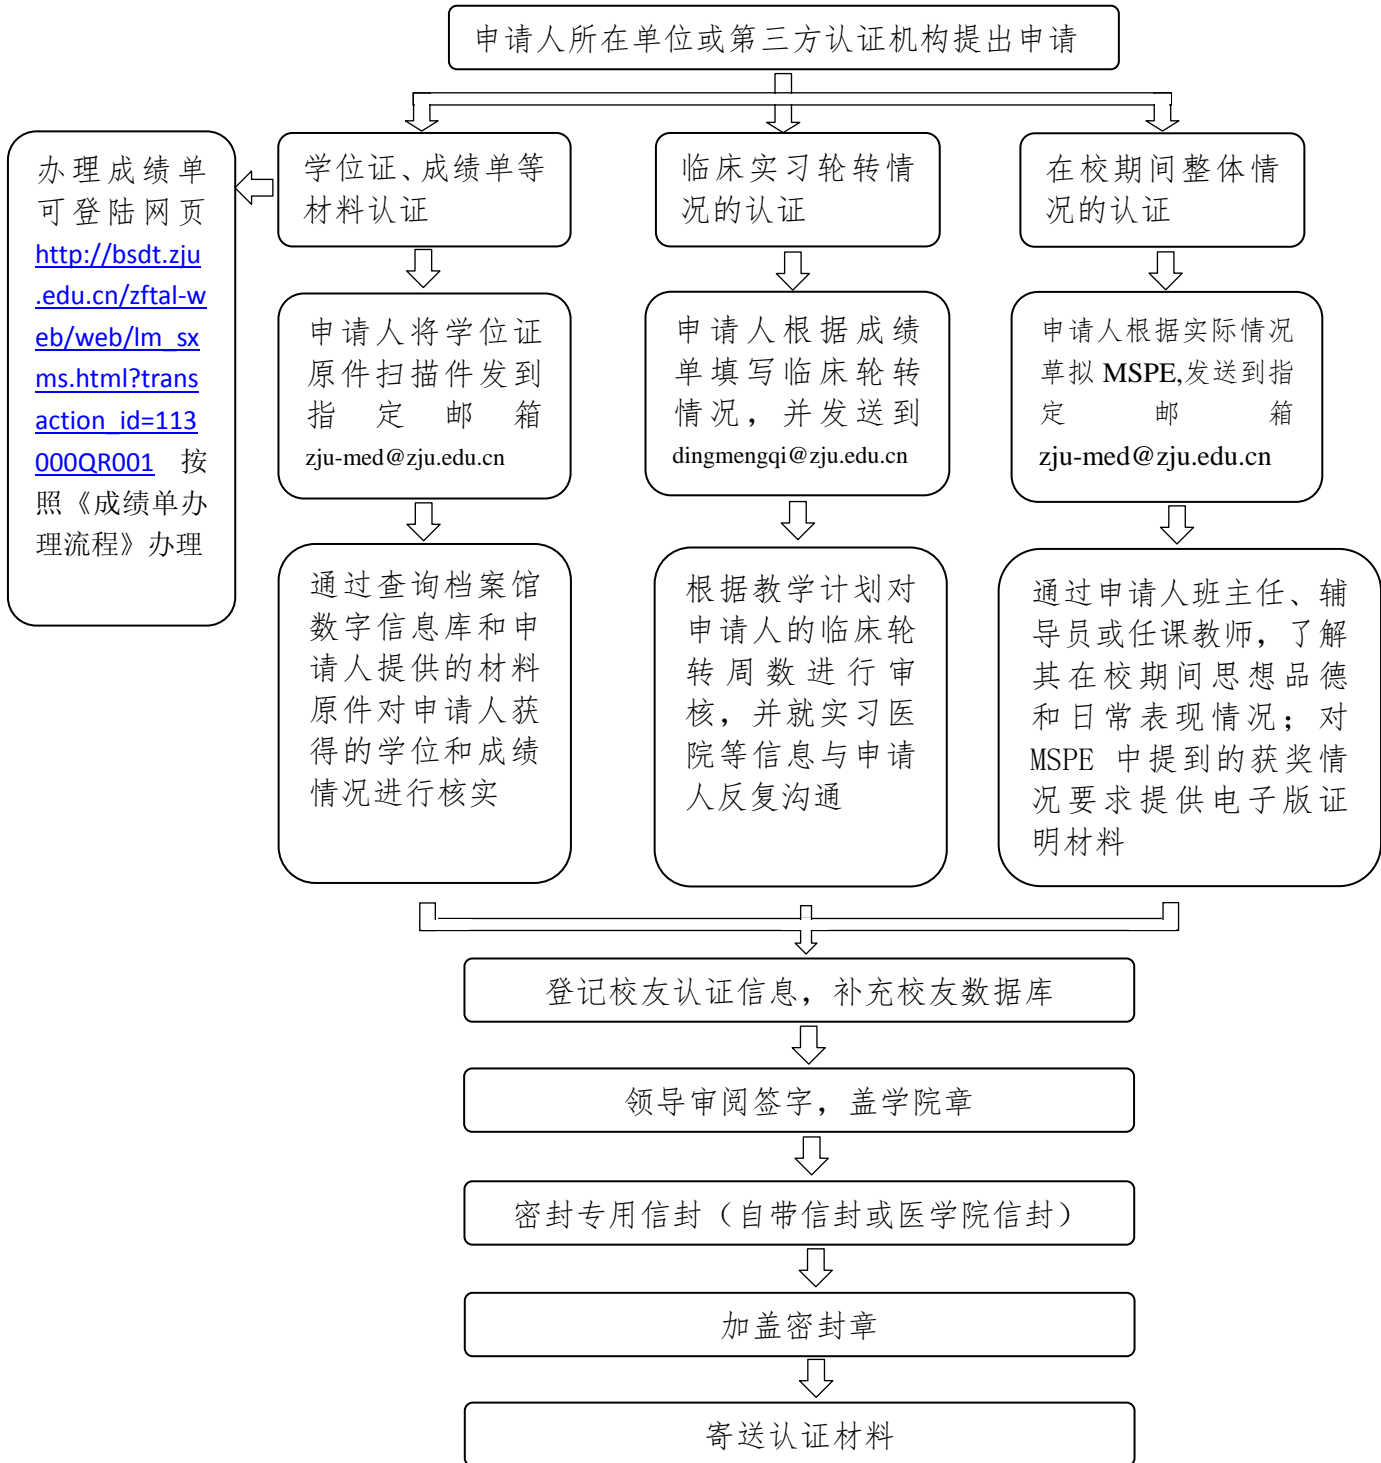 申请人所在单位或第三方认证机构提出申请
办理成绩单
可登陆网页
http://bsdt.zju
.edu.cn/zftal-w
eb/web/lm_sx
ms.html?trans
action_id=113
000QR001 按
照《成绩单办
理流程》办理
学位证、成绩单等
材料认证
临床实习轮转情
况的认证
在校期间整体情
况的认证
申请人将学位证
原件扫描件发到
指定邮箱
zju-med@zju.edu.cn
申请人根据成绩
单填写临床轮转
情况，并发送到
dingmengqi@zju.edu.cn
申请人根据实际情况
草拟 MSPE,发送到指
定邮箱
zju-med@zju.edu.cn
通过查询档案馆
数字信息库和申
请人提供的材料
原件对申请人获
得的学位和成绩
情况进行核实
根据教学计划对
申请人的临床轮
转周数进行审
核，并就实习医
院等信息与申请
人反复沟通
通过申请人班主任、辅
导员或任课教师，了解
其在校期间思想品德
和日常表现情况；对
MSPE 中提到的获奖情
况要求提供电子版证
明材料
登记校友认证信息，补充校友数据库
领导审阅签字，盖学院章
密封专用信封（自带信封或医学院信封）
加盖密封章
寄送认证材料